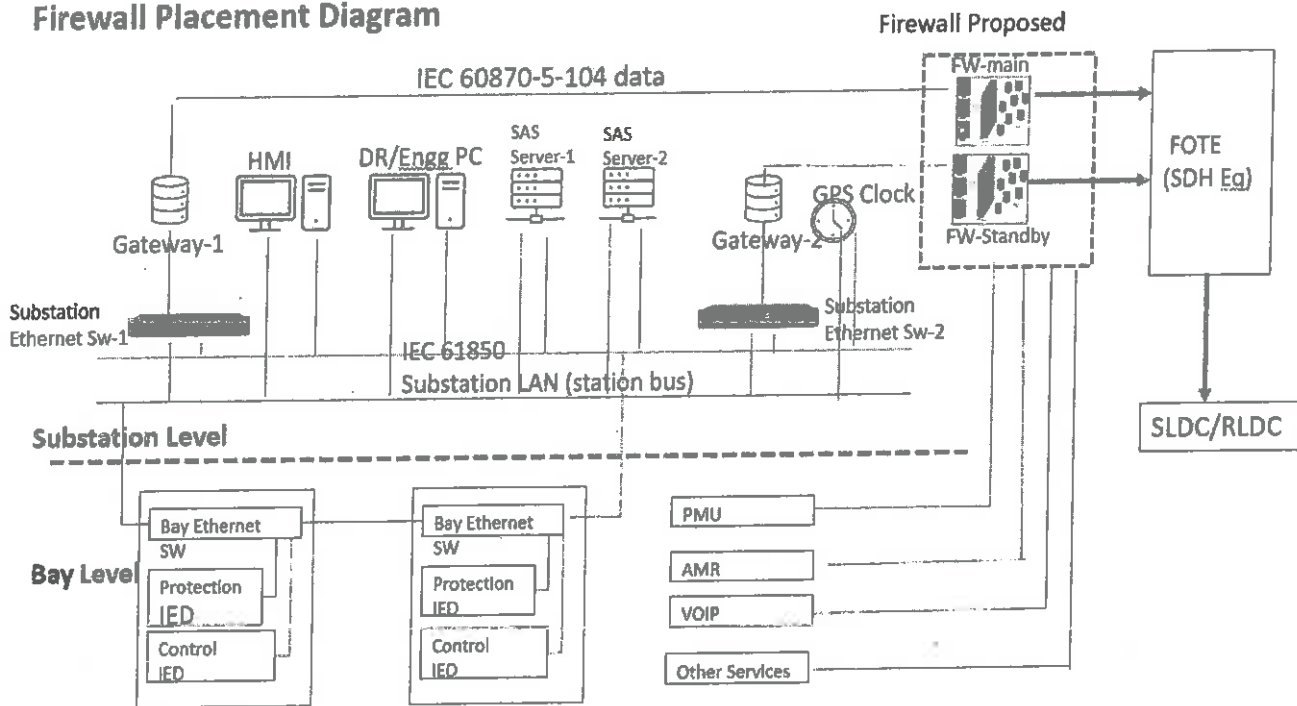 Firewall Placement Diagram
Firewall Proposed
IEC 60870-5-104 data
FW-main
FOTE
(SDH Eq)
HMI
DR/Engg PC
SAS
Server-1
SAS
Server-2
GPS Clock
Gateway-1
Gateway-2
FW-Standby
Substation
Ethernet Sw-1
Substation
Ethernet Sw-2
IEC 61850
Substation LAN (station bus)
SLDC/RLDC
Substation Level
Bay Level
Bay Ethernet
SW
Protection
IED
Control
IED
Bay Ethernet
SW
Protection
IED
Control
IED
PMU
AMR
VOIP
Other Services